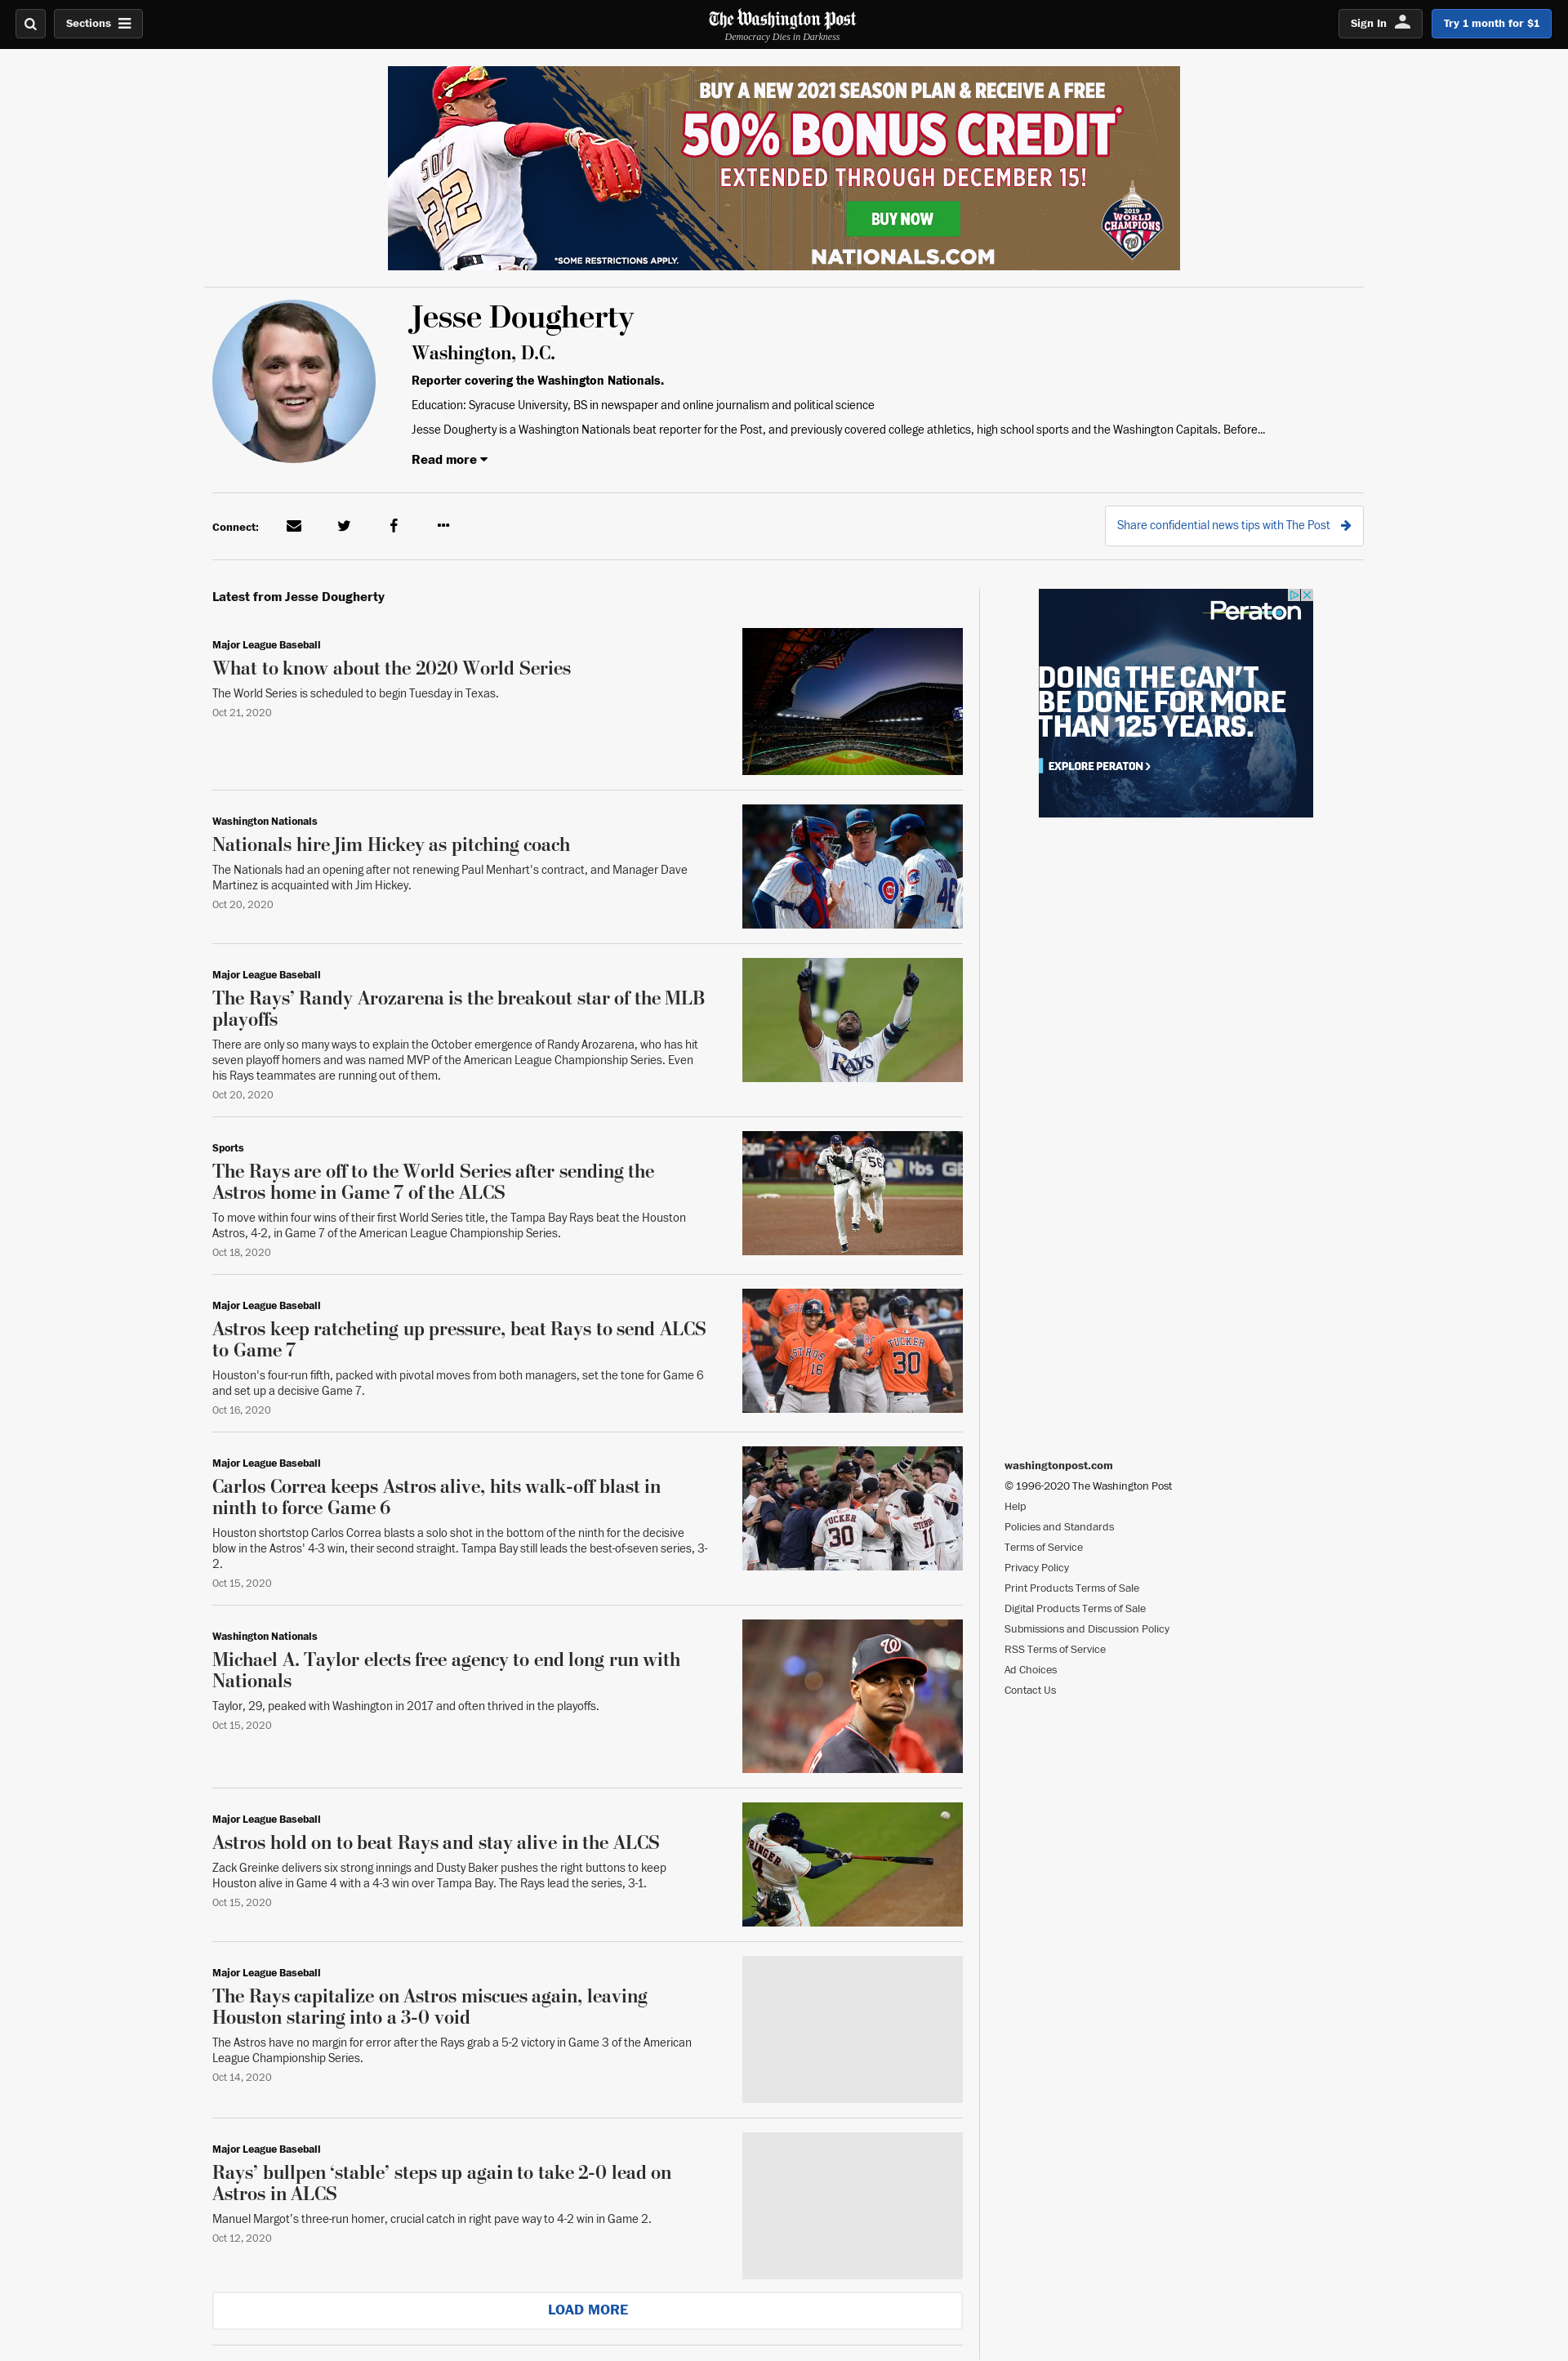 Sections
The Washington Post
Democracy Dies in Darkness
Sign In
Try 1 month for $1
BUY A NEW 2021 SEASON PLAN & RECEIVE A FREE
50% BONUS CREDIT*
EXTENDED THROUGH DECEMBER 15!
BUY NOW
*SOME RESTRICTIONS APPLY.
NATIONALS.COM
SOTO
22
2019
WORLD
CHAMPIONS
W
Jesse Dougherty
Washington, D.C.
Reporter covering the Washington Nationals.
Education: Syracuse University, BS in newspaper and online journalism and political science
Jesse Dougherty is a Washington Nationals beat reporter for the Post, and previously covered college athletics, high school sports and the Washington Capitals. Before...
Read more
Connect:
Share confidential news tips with The Post
Latest from Jesse Dougherty
Major League Baseball
What to know about the 2020 World Series
The World Series is scheduled to begin Tuesday in Texas.
Oct 21, 2020
Washington Nationals
Nationals hire Jim Hickey as pitching coach
The Nationals had an opening after not renewing Paul Menhart's contract, and Manager Dave
Martinez is acquainted with Jim Hickey.
Oct 20, 2020
46
Major League Baseball
The Rays’ Randy Arozarena is the breakout star of the MLB
playoffs
There are only so many ways to explain the October emergence of Randy Arozarena, who has hit
seven playoff homers and was named MVP of the American League Championship Series. Even
his Rays teammates are running out of them.
Oct 20, 2020
RAYS
Sports
The Rays are off to the World Series after sending the
Astros home in Game 7 of the ALCS
To move within four wins of their first World Series title, the Tampa Bay Rays beat the Houston
Astros, 4-2, in Game 7 of the American League Championship Series.
Oct 18, 2020
56
tbs
Major League Baseball
Astros keep ratcheting up pressure, beat Rays to send ALCS
to Game 7
Houston's four-run fifth, packed with pivotal moves from both managers, set the tone for Game 6
and set up a decisive Game 7.
Oct 16, 2020
ASTROS
16
TUCKER
30
Major League Baseball
Carlos Correa keeps Astros alive, hits walk-off blast in
ninth to force Game 6
Houston shortstop Carlos Correa blasts a solo shot in the bottom of the ninth for the decisive
blow in the Astros' 4-3 win, their second straight. Tampa Bay still leads the best-of-seven series, 3-
2.
Oct 15, 2020
TUCKER
30
STUBBS
11
Washington Nationals
Michael A. Taylor elects free agency to end long run with
Nationals
Taylor, 29, peaked with Washington in 2017 and often thrived in the playoffs.
Oct 15, 2020
W
Major League Baseball
Astros hold on to beat Rays and stay alive in the ALCS
Zack Greinke delivers six strong innings and Dusty Baker pushes the right buttons to keep
Houston alive in Game 4 with a 4-3 win over Tampa Bay. The Rays lead the series, 3-1.
Oct 15, 2020
RINGER
4
Major League Baseball
The Rays capitalize on Astros miscues again, leaving
Houston staring into a 3-0 void
The Astros have no margin for error after the Rays grab a 5-2 victory in Game 3 of the American
League Championship Series.
Oct 14, 2020
Major League Baseball
Rays’ bullpen ‘stable’ steps up again to take 2-0 lead on
Astros in ALCS
Manuel Margot’s three-run homer, crucial catch in right pave way to 4-2 win in Game 2.
Oct 12, 2020
LOAD MORE
Peraton
DOING THE CAN’T
BE DONE FOR MORE
THAN 125 YEARS.
EXPLORE PERATON
washingtonpost.com
© 1996-2020 The Washington Post
Help
Policies and Standards
Terms of Service
Privacy Policy
Print Products Terms of Sale
Digital Products Terms of Sale
Submissions and Discussion Policy
RSS Terms of Service
Ad Choices
Contact Us